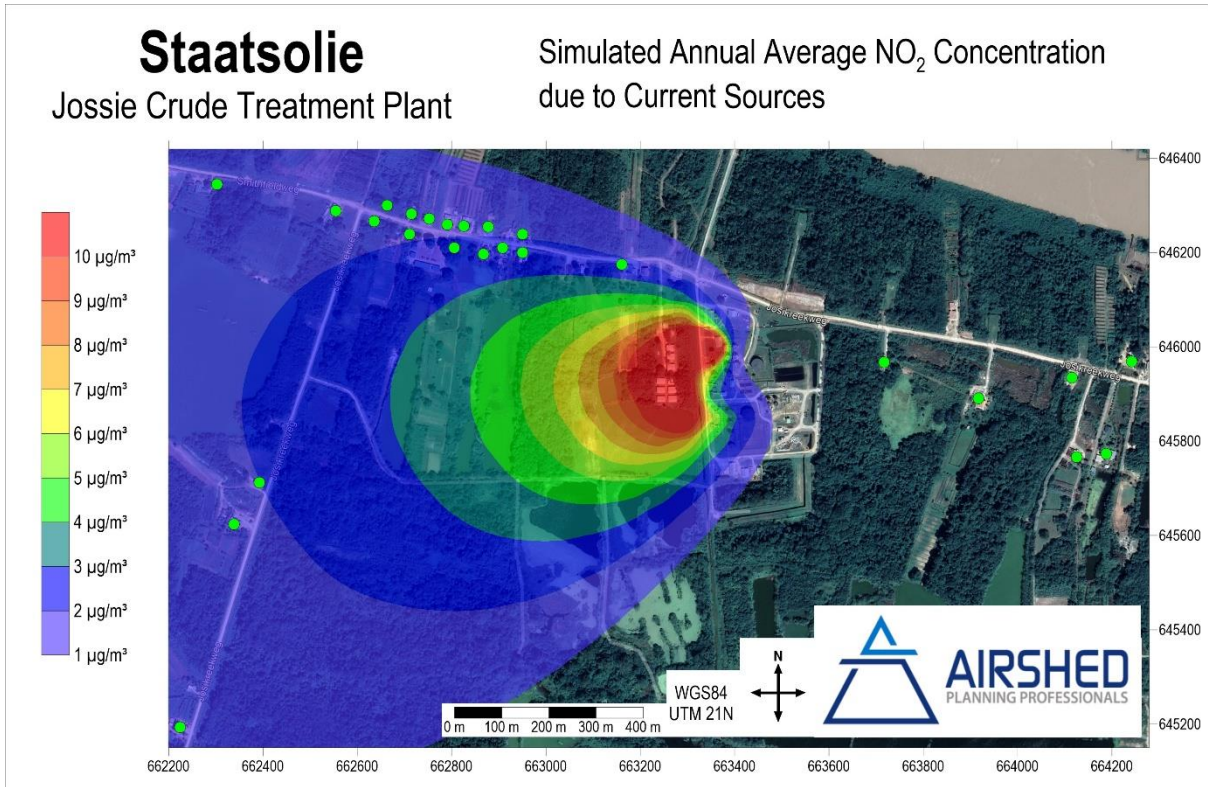 Staatsolie
Jossie Crude Treatment Plant
Simulated Annual Average NO₂ Concentration
due to Current Sources
10 µg/m³
9 µg/m³
8 µg/m³
7 µg/m³
6 µg/m³
5 µg/m³
4 µg/m³
3 µg/m³
2 µg/m³
1 µg/m³
Josikreekweg
Josikreekweg
Josikreekweg
646400
646200
646000
645800
645600
645400
645200
WGS84
UTM 21N
N
0 m 100 m 200 m 300 m 400 m
AIRSHED
PLANNING PROFESSIONALS
662200 662400 662600 662800 663000 663200 663400 663600 663800 664000 664200